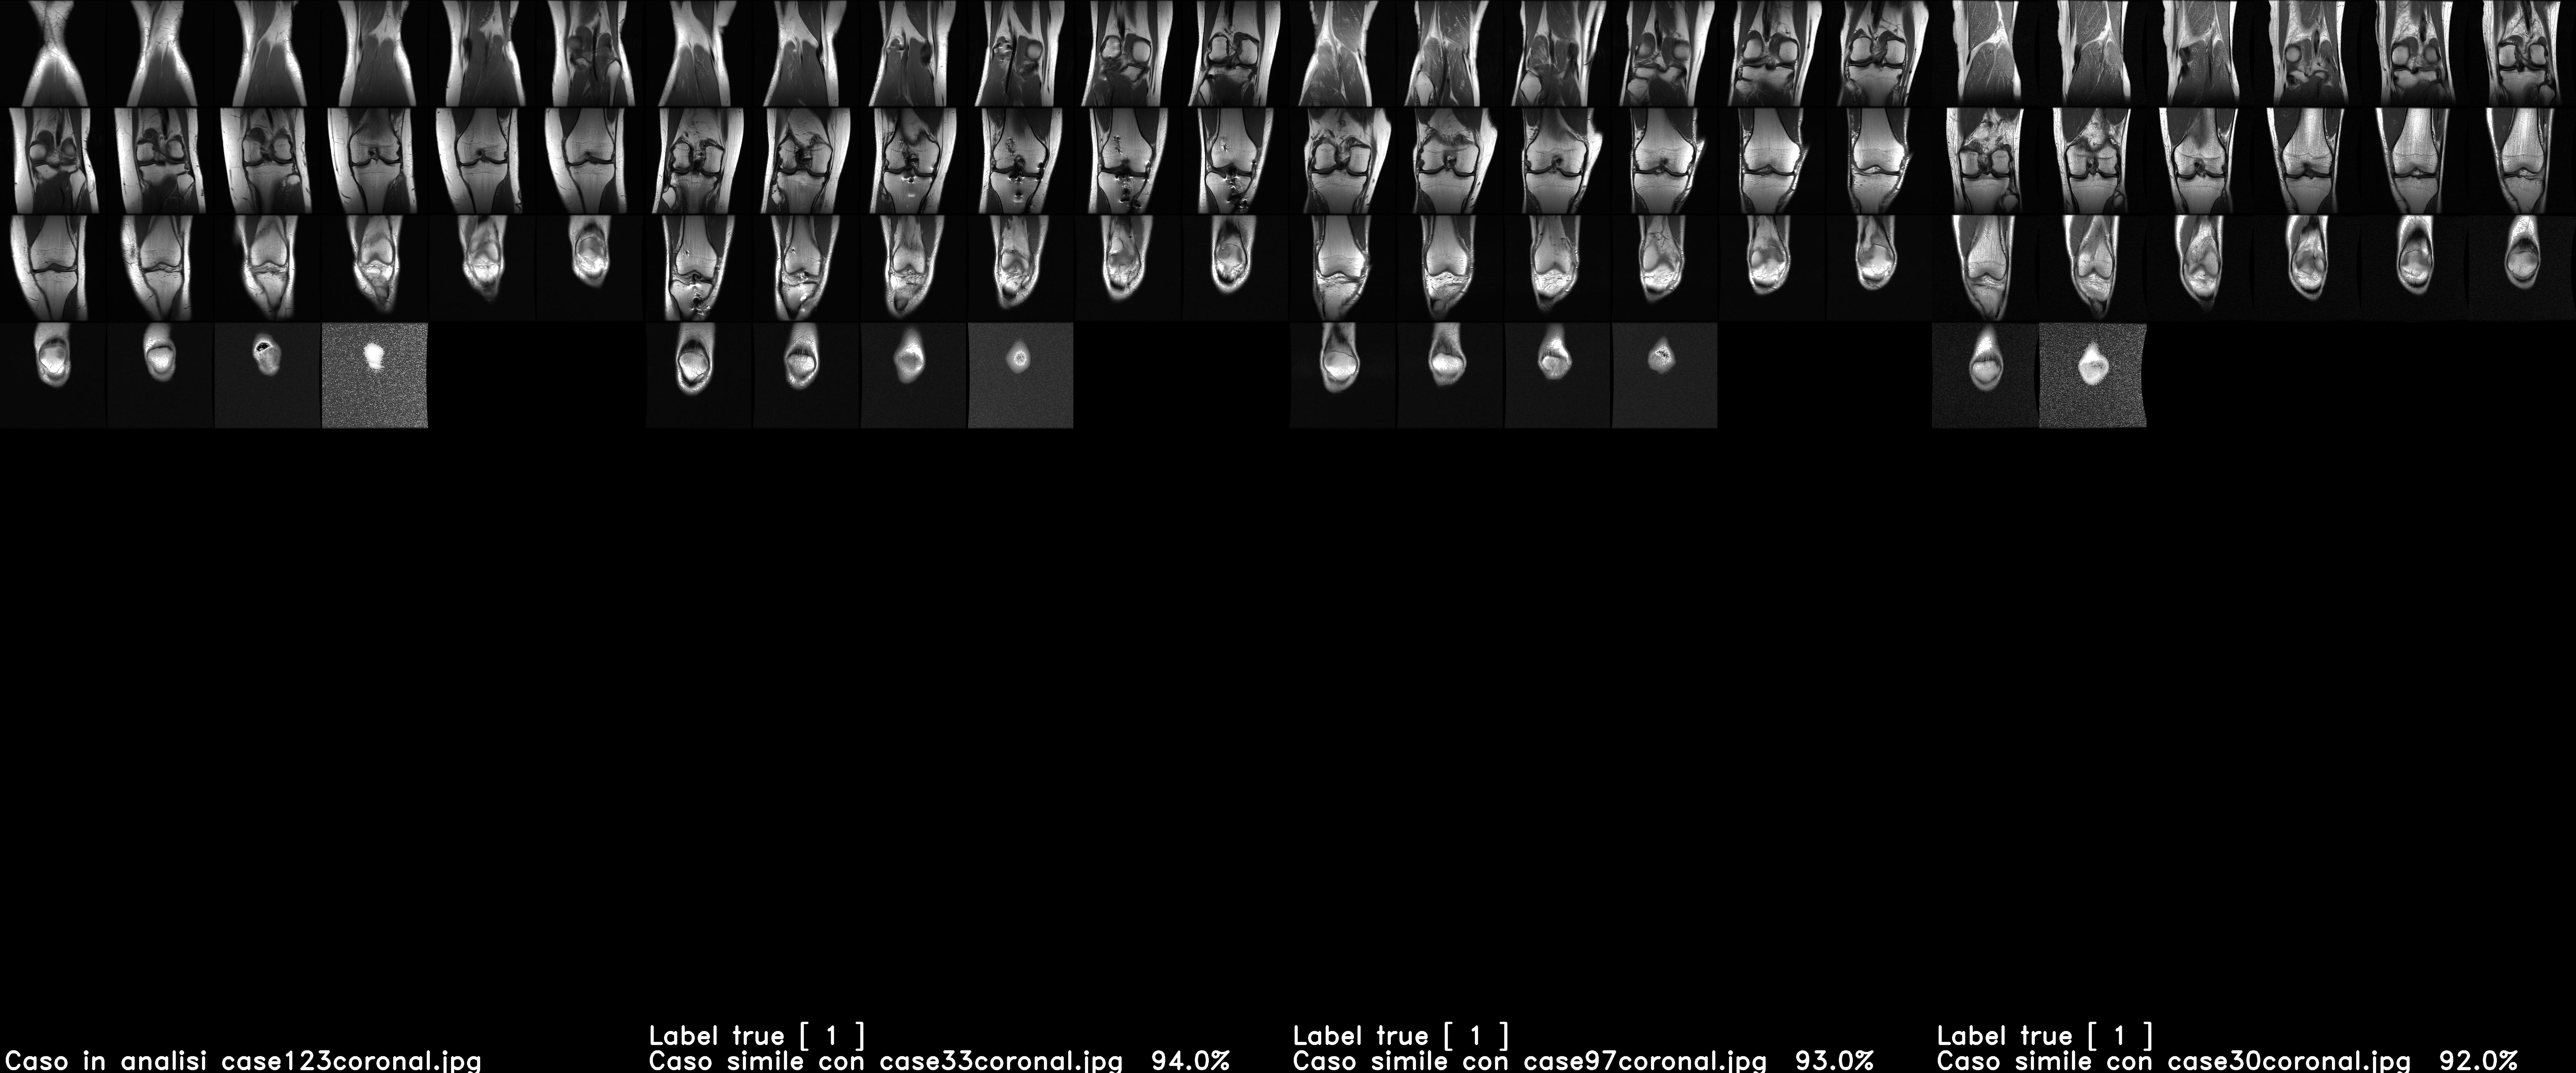 Label true [ 1 ]
Label true [ 1 ]
Label true [ 1 ]
Caso in analisi case123coronal.jpg
Caso simile con case33coronal.jpg 94.0%
Caso simile con case97coronal.jpg 93.0%
Caso simile con case30coronal.jpg 92.0%